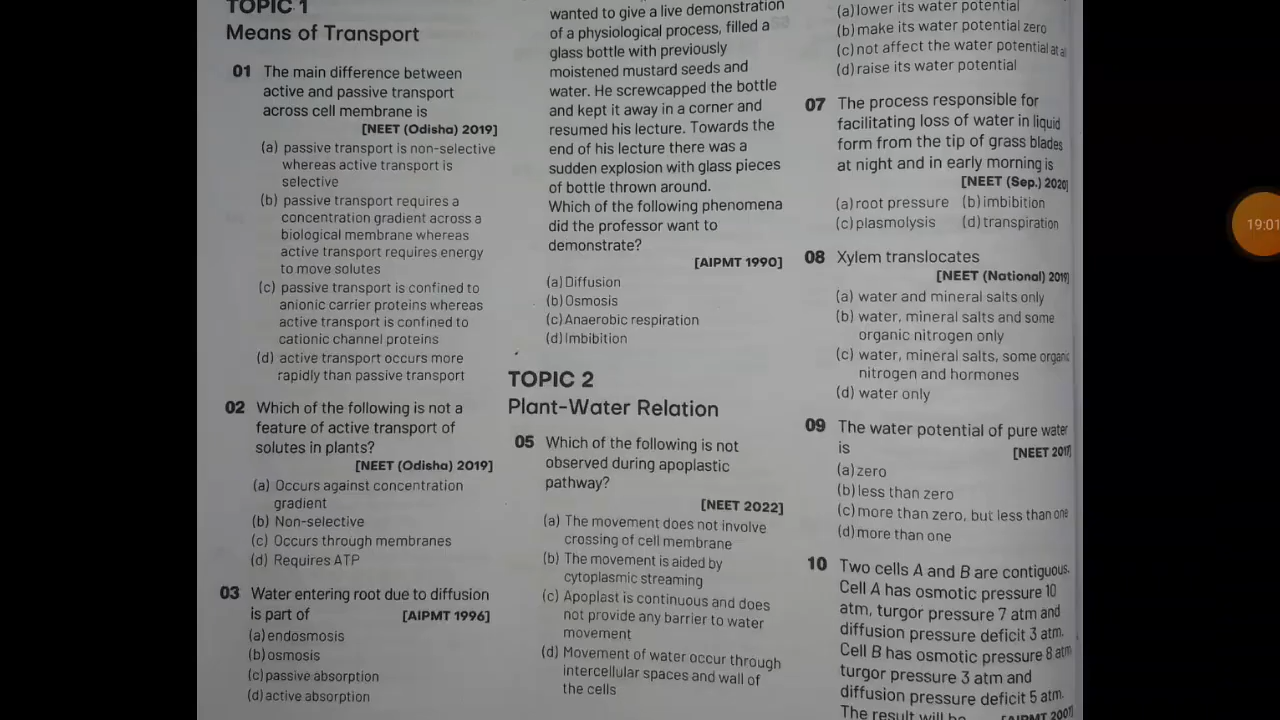 TOPIC 1
Means of Transport
01 The main difference between
active and passive transport
across cell membrane is
[NEET (Odisha) 2019]
(a) passive transport is non-selective
whereas active transport is
selective
(b) passive transport requires a
concentration gradient across a
biological membrane whereas
active transport requires energy
to move solutes
(c) passive transport is confined to
anionic carrier proteins whereas
active transport is confined to
cationic channel proteins
(d) active transport occurs more
rapidly than passive transport
02 Which of the following is not a
feature of active transport of
solutes in plants?
[NEET (Odisha) 2019]
(a) Occurs against concentration
gradient
(b) Non-selective
(c) Occurs through membranes
(d) Requires ATP
03 Water entering root due to diffusion
is part of [AIPMT 1996]
(a) endosmosis
(b) osmosis
(c) passive absorption
(d) active absorption
wanted to give a live demonstration
of a physiological process, filled a
glass bottle with previously
moistened mustard seeds and
water. He screwcapped the bottle
and kept it away in a corner and
resumed his lecture. Towards the
end of his lecture there was a
sudden explosion with glass pieces
of bottle thrown around.
Which of the following phenomena
did the professor want to
demonstrate?
[AIPMT 1990]
(a) Diffusion
(b) Osmosis
(c) Anaerobic respiration
(d) Imbibition
TOPIC 2
Plant-Water Relation
05 Which of the following is not
observed during apoplastic
pathway?
[NEET 2022]
(a) The movement does not involve
crossing of cell membrane
(b) The movement is aided by
cytoplasmic streaming
(c) Apoplast is continuous and does
not provide any barrier to water
movement
(d) Movement of water occur through
intercellular spaces and wall of
the cells
(a) lower its water potential
(b) make its water potential zero
(c) not affect the water potential at al
(d) raise its water potential
07 The process responsible for
facilitating loss of water in liquid
form from the tip of grass blades
at night and in early morning is
[NEET (Sep.) 2020]
(a) root pressure (b) imbibition
(c) plasmolysis (d) transpiration
08 Xylem translocates
[NEET (National) 2019]
(a) water and mineral salts only
(b) water, mineral salts and some
organic nitrogen only
(c) water, mineral salts, some organic
nitrogen and hormones
(d) water only
09 The water potential of pure water
is [NEET 2017]
(a) zero
(b) less than zero
(c) more than zero, but less than one
(d) more than one
10 Two cells A and B are contiguous.
Cell A has osmotic pressure 10
atm, turgor pressure 7 atm and
diffusion pressure deficit 3 atm.
Cell B has osmotic pressure 8 atm
turgor pressure 3 atm and
diffusion pressure deficit 5 atm.
The result will be [AIPMT 2007]
19:01